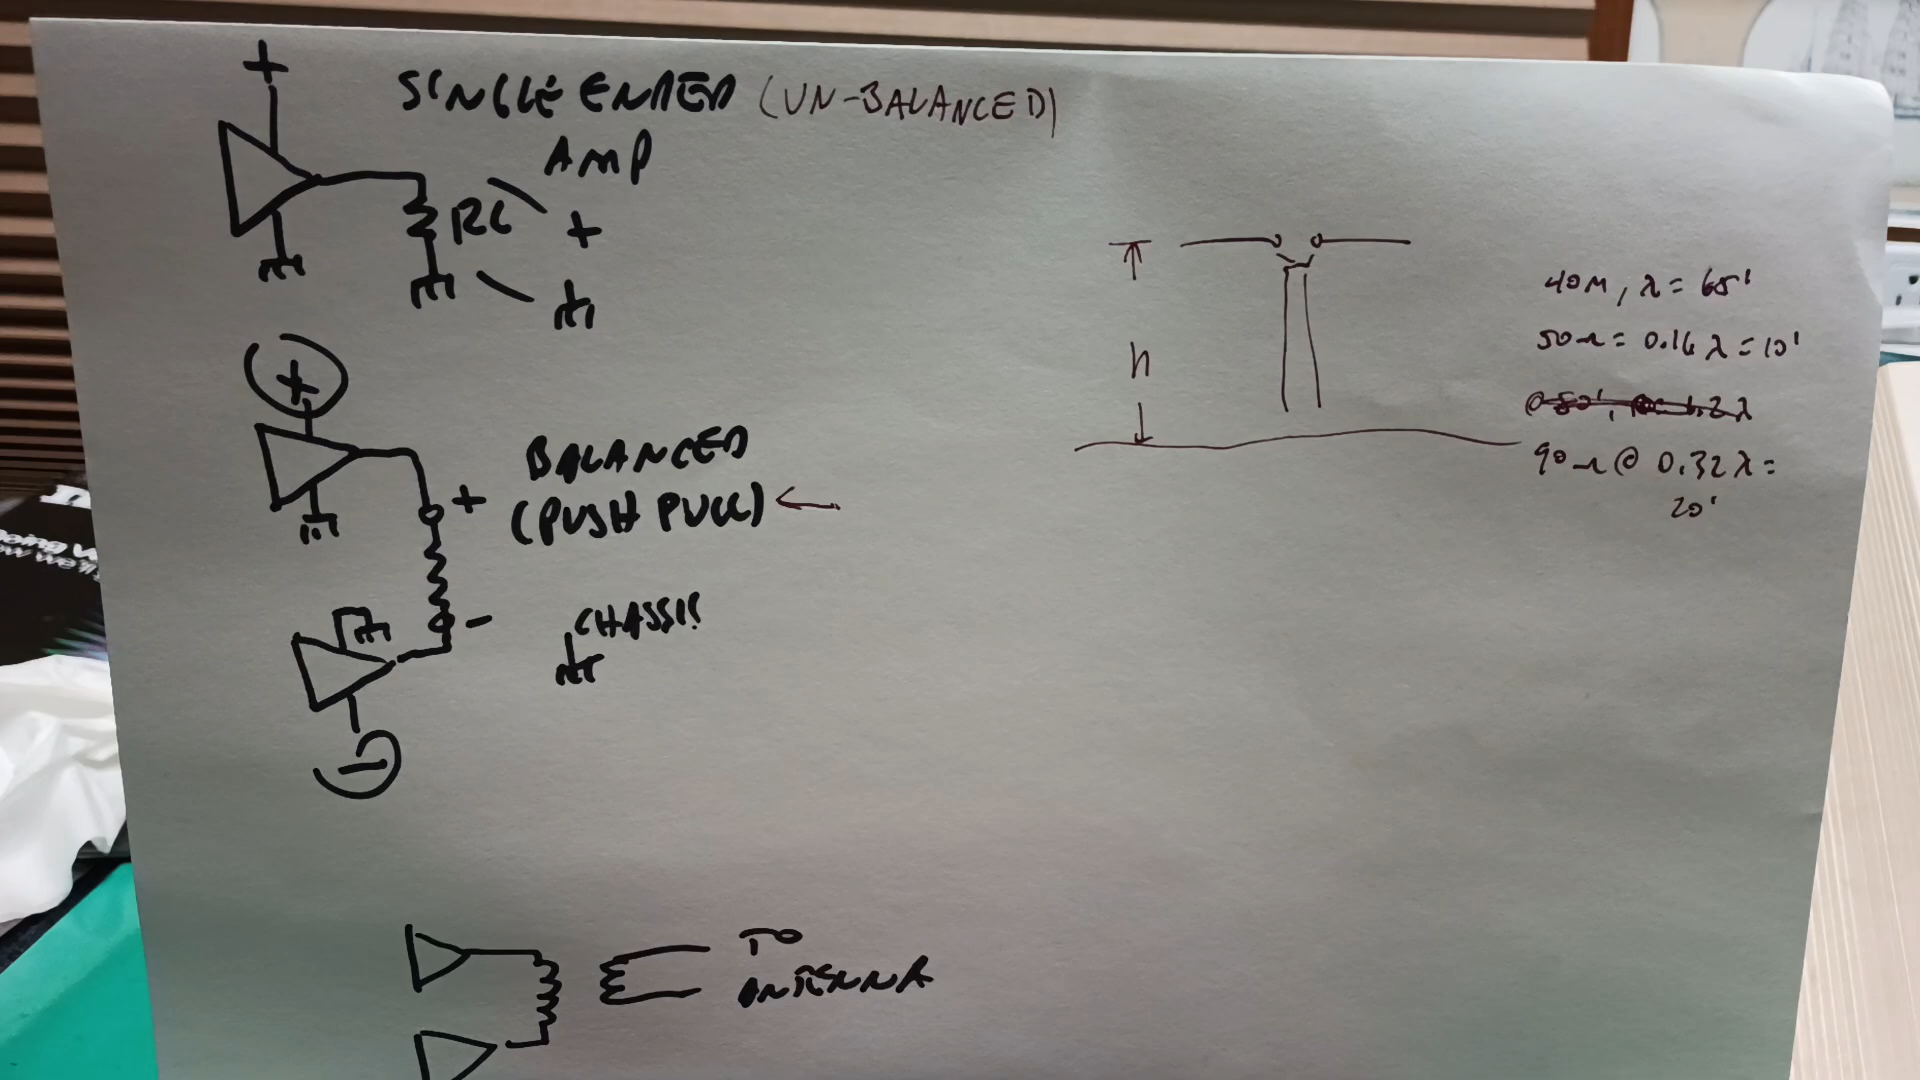 +
SINGLE ENDED (UN-BALANCED)
AMP
RL
+
+
BALANCED
+
(PUSH PULL)
CHASSIS
-
-
TO
ANTENNA
h
40M, λ = 65'
50Ω = 0.16 λ = 10'
90Ω @ 0.32 λ =
20'